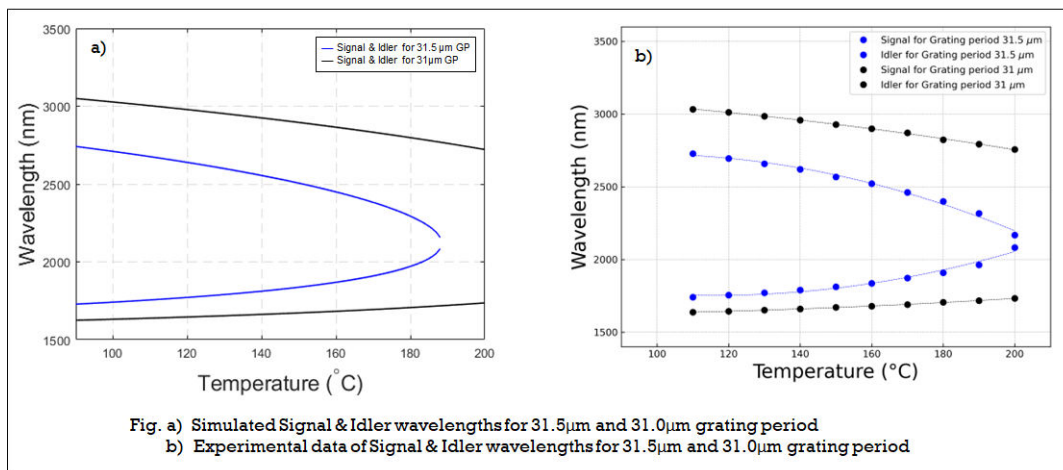 a)
Signal & Idler for 31.5 μm GP
Signal & Idler for 31μm GP
3500
3000
2500
2000
1500
Wavelength (nm)
100
120
140
160
180
200
Temperature (°C)
b)
Signal for Grating period 31.5 μm
Idler for Grating period 31.5 μm
Signal for Grating period 31 μm
Idler for Grating period 31 μm
3500
3000
2500
2000
1500
Wavelength (nm)
100
120
140
160
180
200
Temperature (°C)
Fig. a) Simulated Signal & Idler wavelengths for 31.5μm and 31.0μm grating period
b) Experimental data of Signal & Idler wavelengths for 31.5μm and 31.0μm grating period